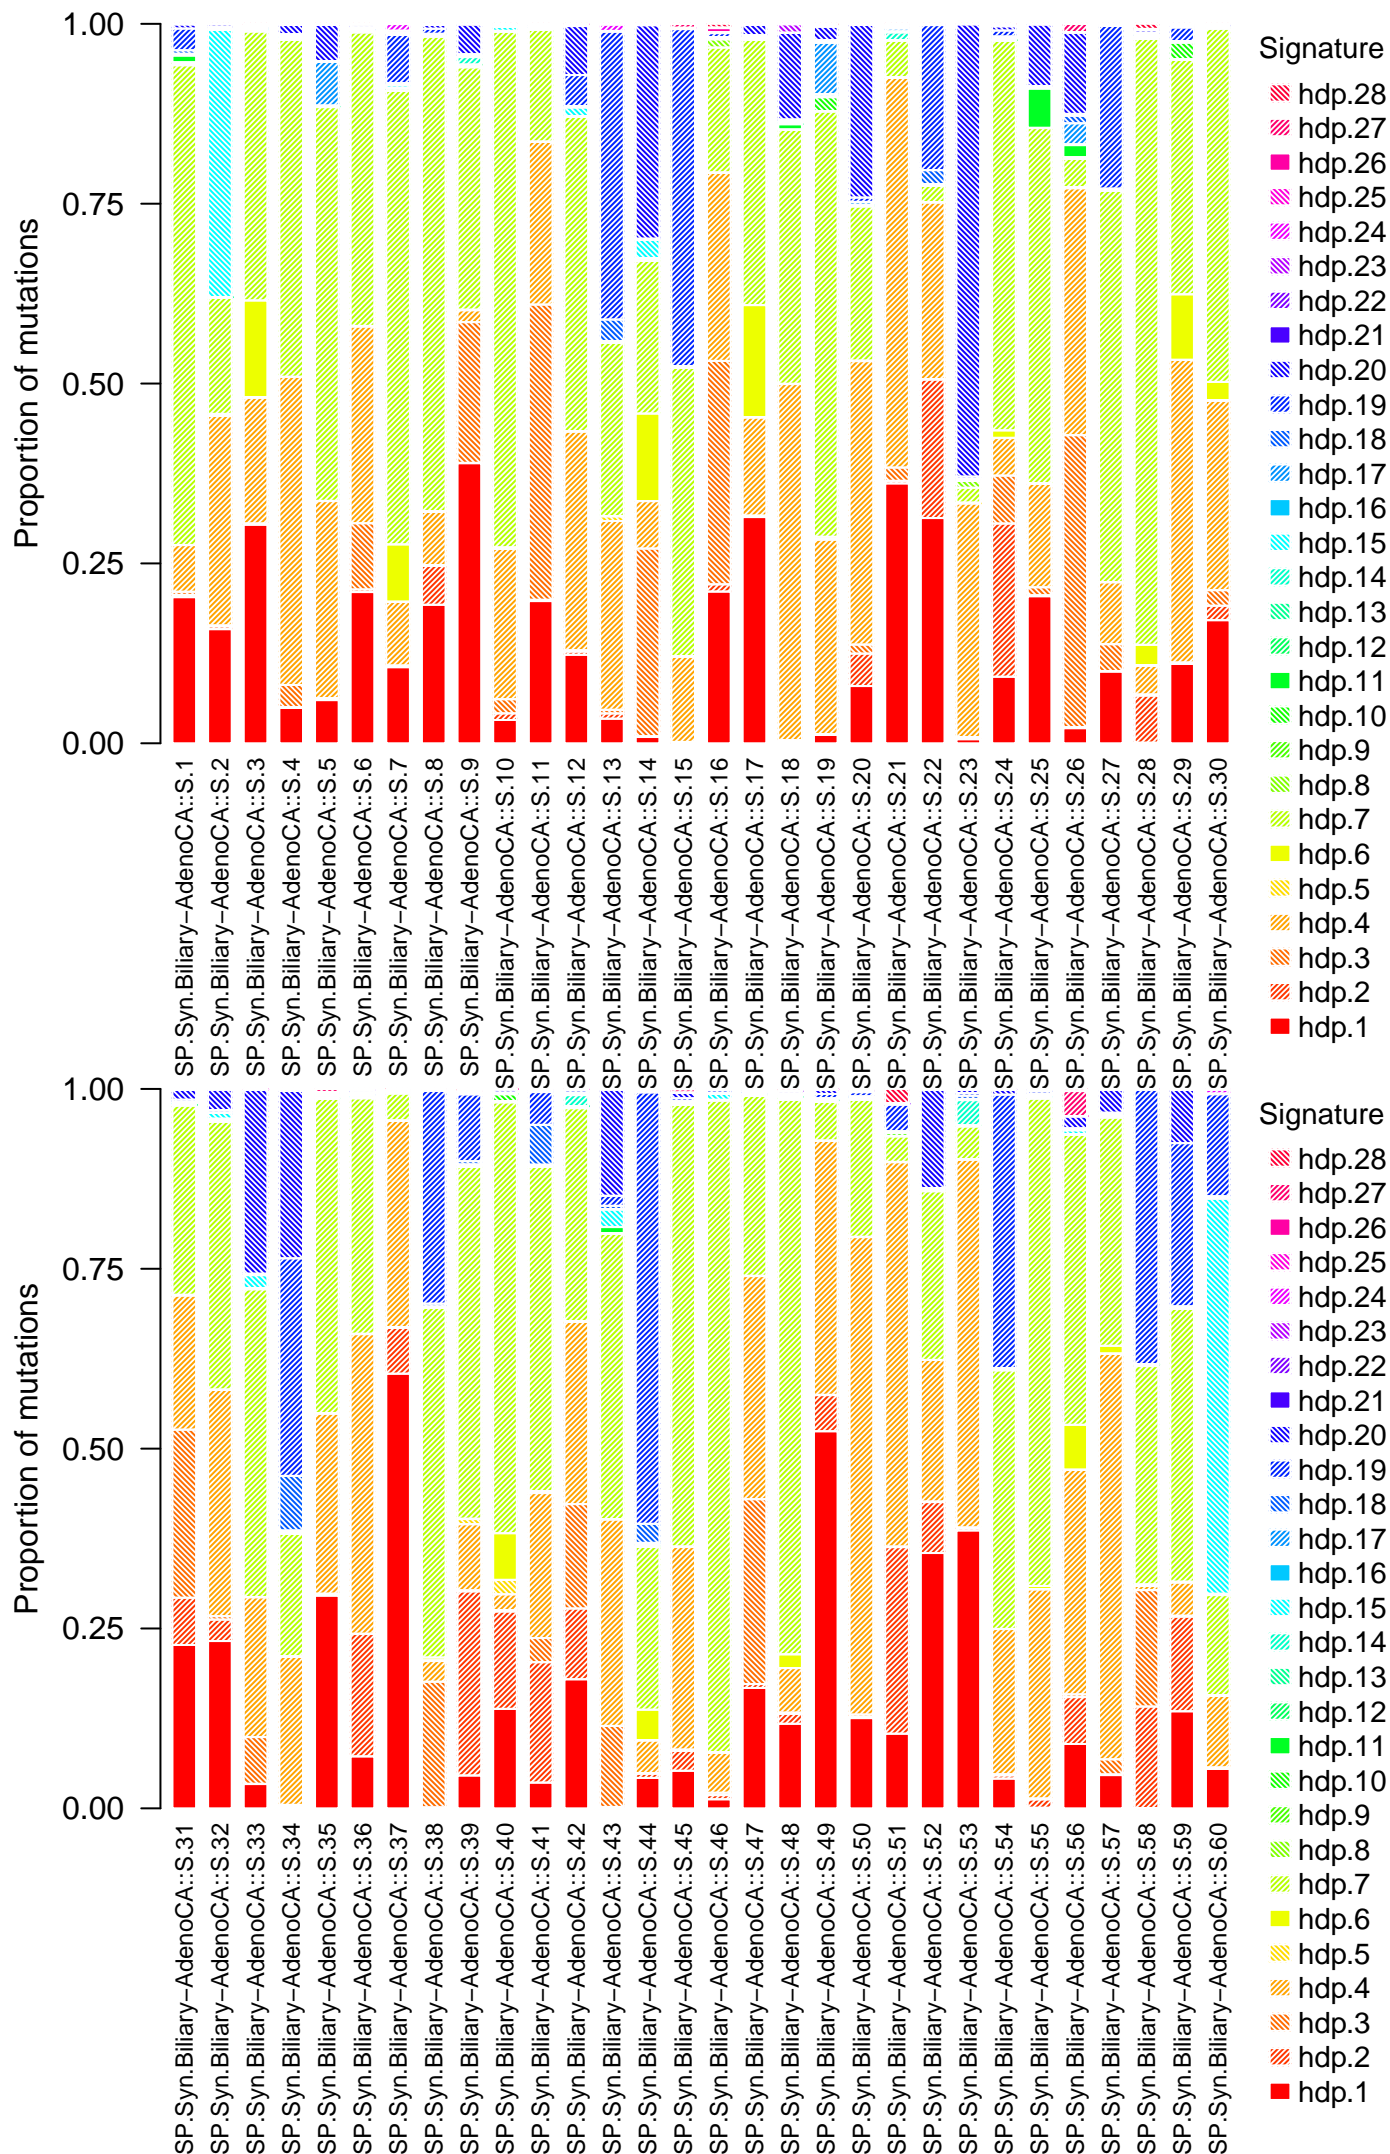 Proportion of mutations
1.00
0.75
0.50
0.25
0.00
SP.Syn.Biliary−AdenoCA::S.1
SP.Syn.Biliary−AdenoCA::S.2
SP.Syn.Biliary−AdenoCA::S.3
SP.Syn.Biliary−AdenoCA::S.4
SP.Syn.Biliary−AdenoCA::S.5
SP.Syn.Biliary−AdenoCA::S.6
SP.Syn.Biliary−AdenoCA::S.7
SP.Syn.Biliary−AdenoCA::S.8
SP.Syn.Biliary−AdenoCA::S.9
SP.Syn.Biliary−AdenoCA::S.10
SP.Syn.Biliary−AdenoCA::S.11
SP.Syn.Biliary−AdenoCA::S.12
SP.Syn.Biliary−AdenoCA::S.13
SP.Syn.Biliary−AdenoCA::S.14
SP.Syn.Biliary−AdenoCA::S.15
SP.Syn.Biliary−AdenoCA::S.16
SP.Syn.Biliary−AdenoCA::S.17
SP.Syn.Biliary−AdenoCA::S.18
SP.Syn.Biliary−AdenoCA::S.19
SP.Syn.Biliary−AdenoCA::S.20
SP.Syn.Biliary−AdenoCA::S.21
SP.Syn.Biliary−AdenoCA::S.22
SP.Syn.Biliary−AdenoCA::S.23
SP.Syn.Biliary−AdenoCA::S.24
SP.Syn.Biliary−AdenoCA::S.25
SP.Syn.Biliary−AdenoCA::S.26
SP.Syn.Biliary−AdenoCA::S.27
SP.Syn.Biliary−AdenoCA::S.28
SP.Syn.Biliary−AdenoCA::S.29
SP.Syn.Biliary−AdenoCA::S.30
Signature
hdp.28
hdp.27
hdp.26
hdp.25
hdp.24
hdp.23
hdp.22
hdp.21
hdp.20
hdp.19
hdp.18
hdp.17
hdp.16
hdp.15
hdp.14
hdp.13
hdp.12
hdp.11
hdp.10
hdp.9
hdp.8
hdp.7
hdp.6
hdp.5
hdp.4
hdp.3
hdp.2
hdp.1
Proportion of mutations
1.00
0.75
0.50
0.25
0.00
SP.Syn.Biliary−AdenoCA::S.31
SP.Syn.Biliary−AdenoCA::S.32
SP.Syn.Biliary−AdenoCA::S.33
SP.Syn.Biliary−AdenoCA::S.34
SP.Syn.Biliary−AdenoCA::S.35
SP.Syn.Biliary−AdenoCA::S.36
SP.Syn.Biliary−AdenoCA::S.37
SP.Syn.Biliary−AdenoCA::S.38
SP.Syn.Biliary−AdenoCA::S.39
SP.Syn.Biliary−AdenoCA::S.40
SP.Syn.Biliary−AdenoCA::S.41
SP.Syn.Biliary−AdenoCA::S.42
SP.Syn.Biliary−AdenoCA::S.43
SP.Syn.Biliary−AdenoCA::S.44
SP.Syn.Biliary−AdenoCA::S.45
SP.Syn.Biliary−AdenoCA::S.46
SP.Syn.Biliary−AdenoCA::S.47
SP.Syn.Biliary−AdenoCA::S.48
SP.Syn.Biliary−AdenoCA::S.49
SP.Syn.Biliary−AdenoCA::S.50
SP.Syn.Biliary−AdenoCA::S.51
SP.Syn.Biliary−AdenoCA::S.52
SP.Syn.Biliary−AdenoCA::S.53
SP.Syn.Biliary−AdenoCA::S.54
SP.Syn.Biliary−AdenoCA::S.55
SP.Syn.Biliary−AdenoCA::S.56
SP.Syn.Biliary−AdenoCA::S.57
SP.Syn.Biliary−AdenoCA::S.58
SP.Syn.Biliary−AdenoCA::S.59
SP.Syn.Biliary−AdenoCA::S.60
Signature
hdp.28
hdp.27
hdp.26
hdp.25
hdp.24
hdp.23
hdp.22
hdp.21
hdp.20
hdp.19
hdp.18
hdp.17
hdp.16
hdp.15
hdp.14
hdp.13
hdp.12
hdp.11
hdp.10
hdp.9
hdp.8
hdp.7
hdp.6
hdp.5
hdp.4
hdp.3
hdp.2
hdp.1